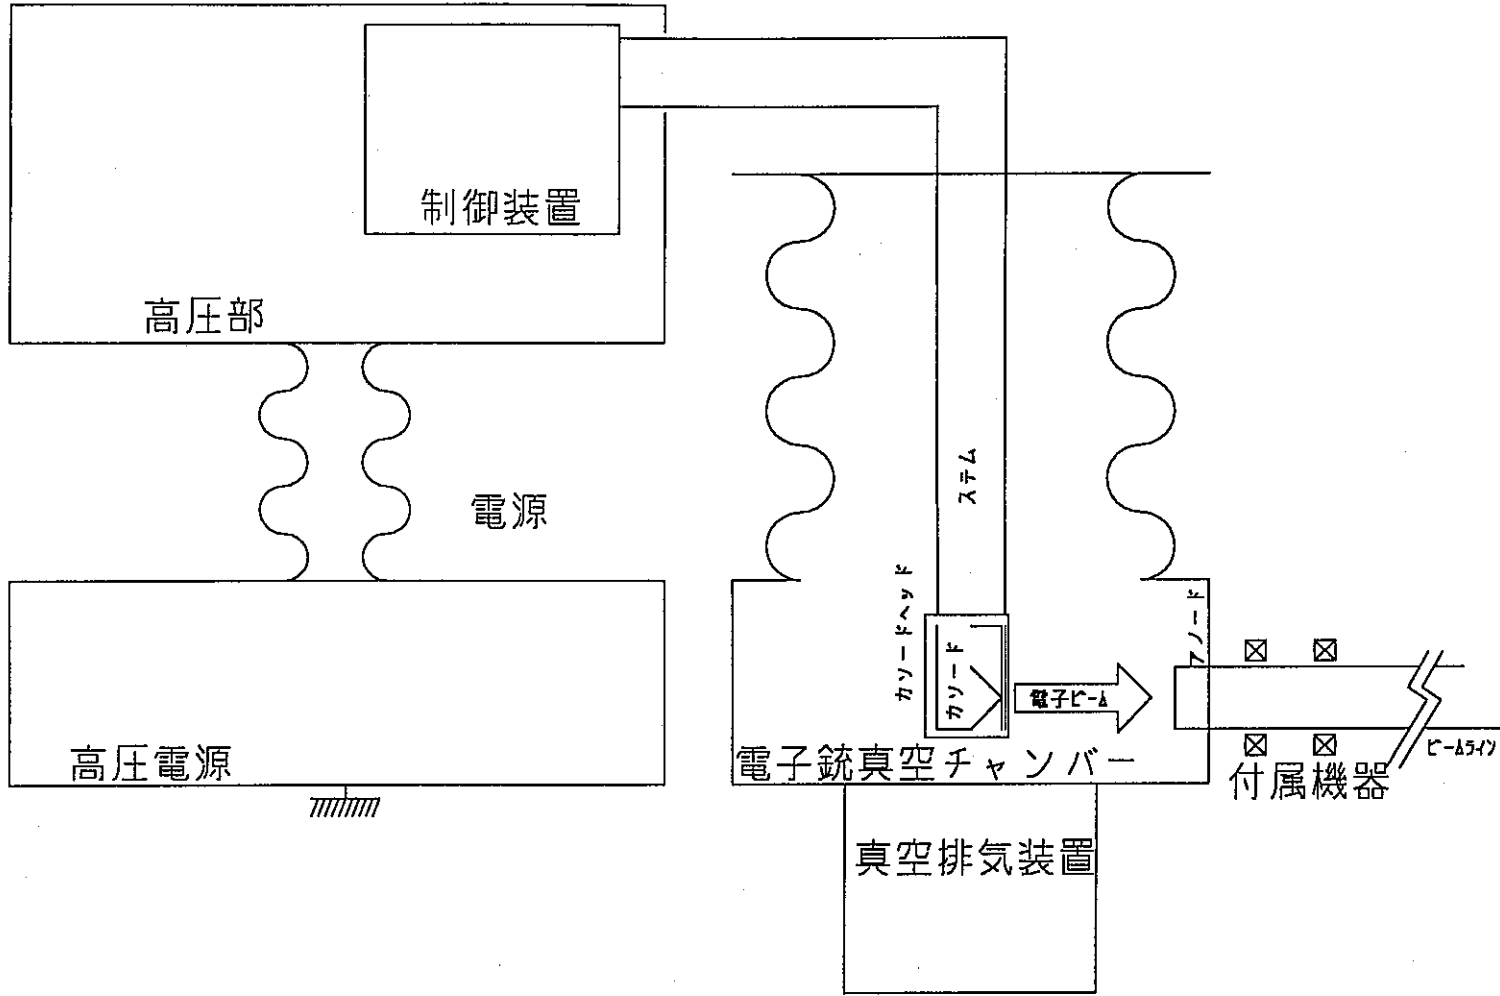 制御装置
高圧部
電源
高圧電源
ステム
カソードヘッド
カソード
電子ビーム
アノード
電子銃真空チャンバー
ビームライン
付属機器
真空排気装置